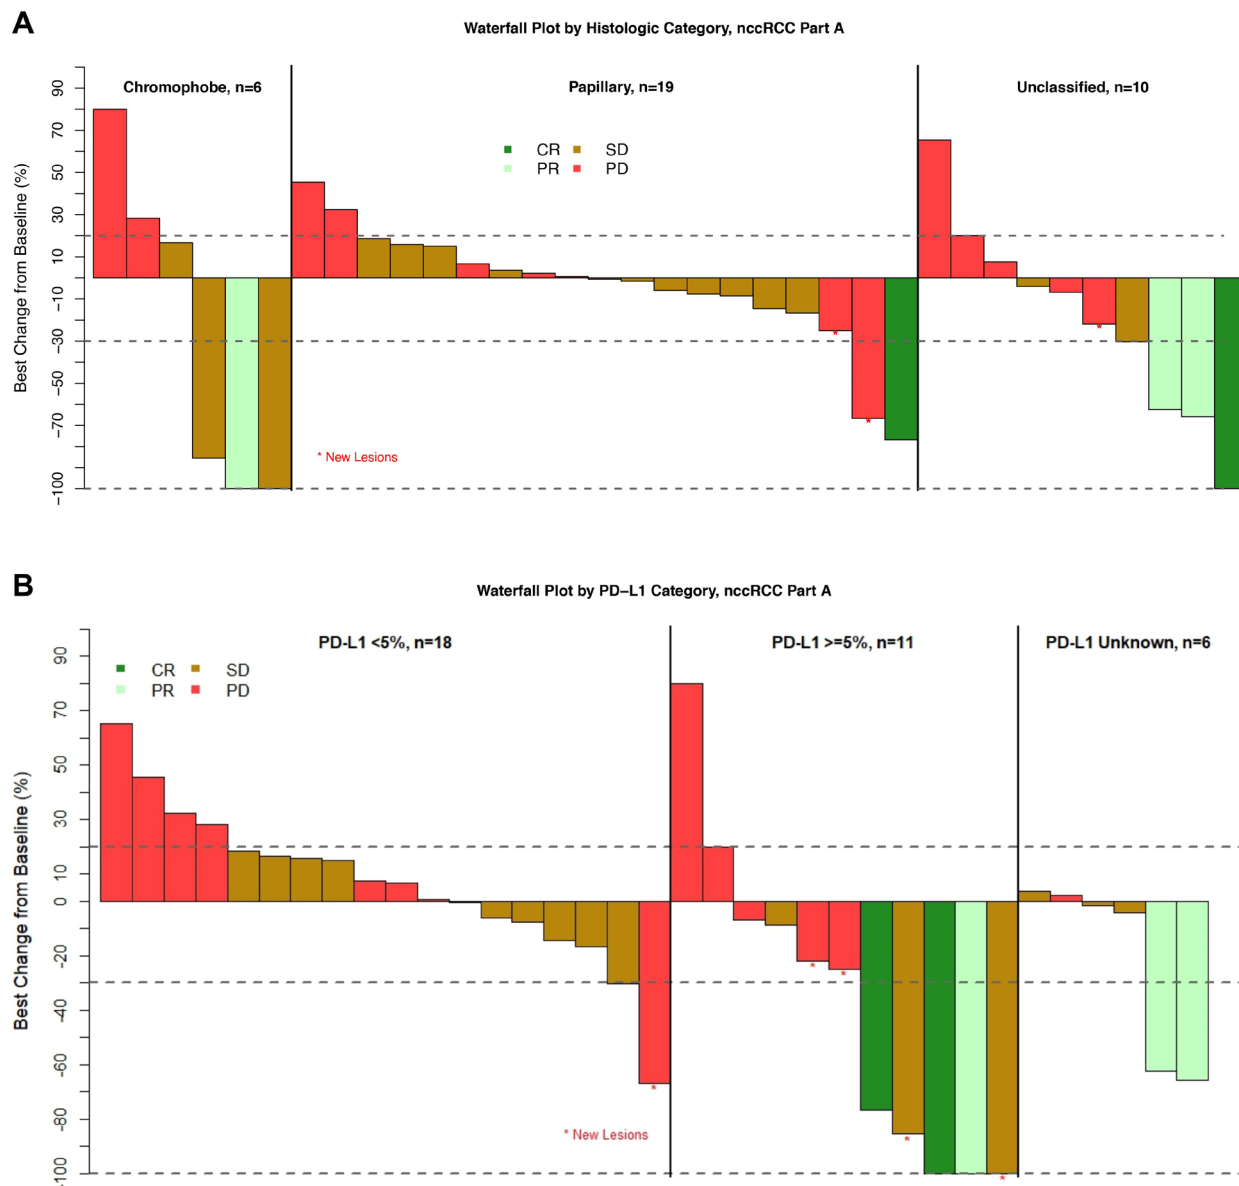 A
Waterfall Plot by Histologic Category, nccRCC Part A
Chromophobe, n=6
Papillary, n=19
Unclassified, n=10
CR
SD
PR
PD
Best Change from Baseline (%)
90
70
50
30
10
-10
-30
-50
-70
-100
*
*
*
* New Lesions
B
Waterfall Plot by PD-L1 Category, nccRCC Part A
PD-L1 <5%, n=18
PD-L1 >=5%, n=11
PD-L1 Unknown, n=6
CR
SD
PR
PD
Best Change from Baseline (%)
90
70
50
30
10
0
-20
-40
-60
-80
-100
*
*
*
*
*
* New Lesions